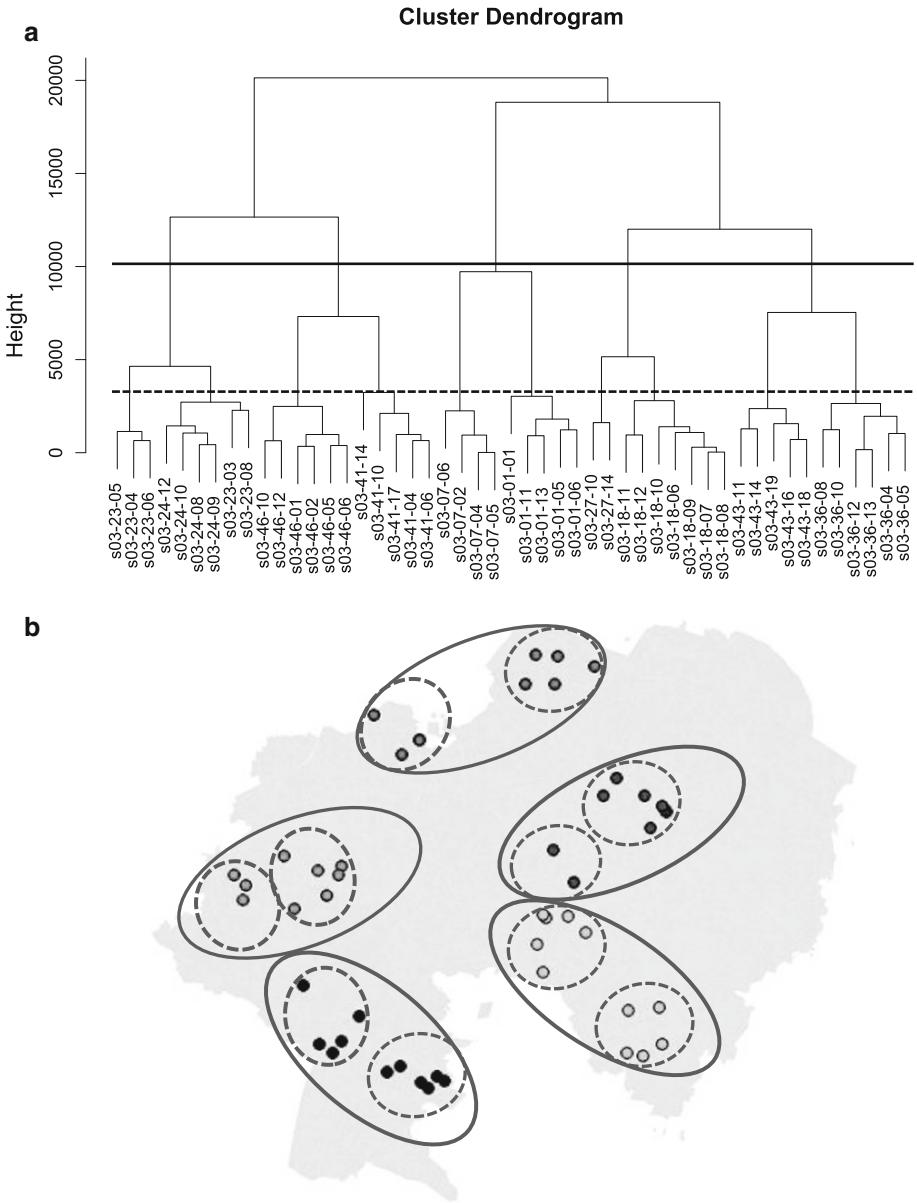 Cluster Dendrogram
a
Height
20000
15000
10000
5000
0
s03-23-05
s03-23-04
s03-23-06
s03-24-12
s03-24-10
s03-24-08
s03-24-09
s03-23-03
s03-23-08
s03-46-10
s03-46-12
s03-46-01
s03-46-02
s03-46-05
s03-46-06
s03-41-14
s03-41-10
s03-41-17
s03-41-04
s03-41-06
s03-07-06
s03-07-02
s03-07-04
s03-07-05
s03-01-01
s03-01-11
s03-01-13
s03-01-05
s03-01-06
s03-27-10
s03-27-14
s03-18-11
s03-18-12
s03-18-10
s03-18-06
s03-18-09
s03-18-07
s03-18-08
s03-43-11
s03-43-14
s03-43-19
s03-43-16
s03-43-18
s03-36-08
s03-36-10
s03-36-12
s03-36-13
s03-36-04
s03-36-05
b